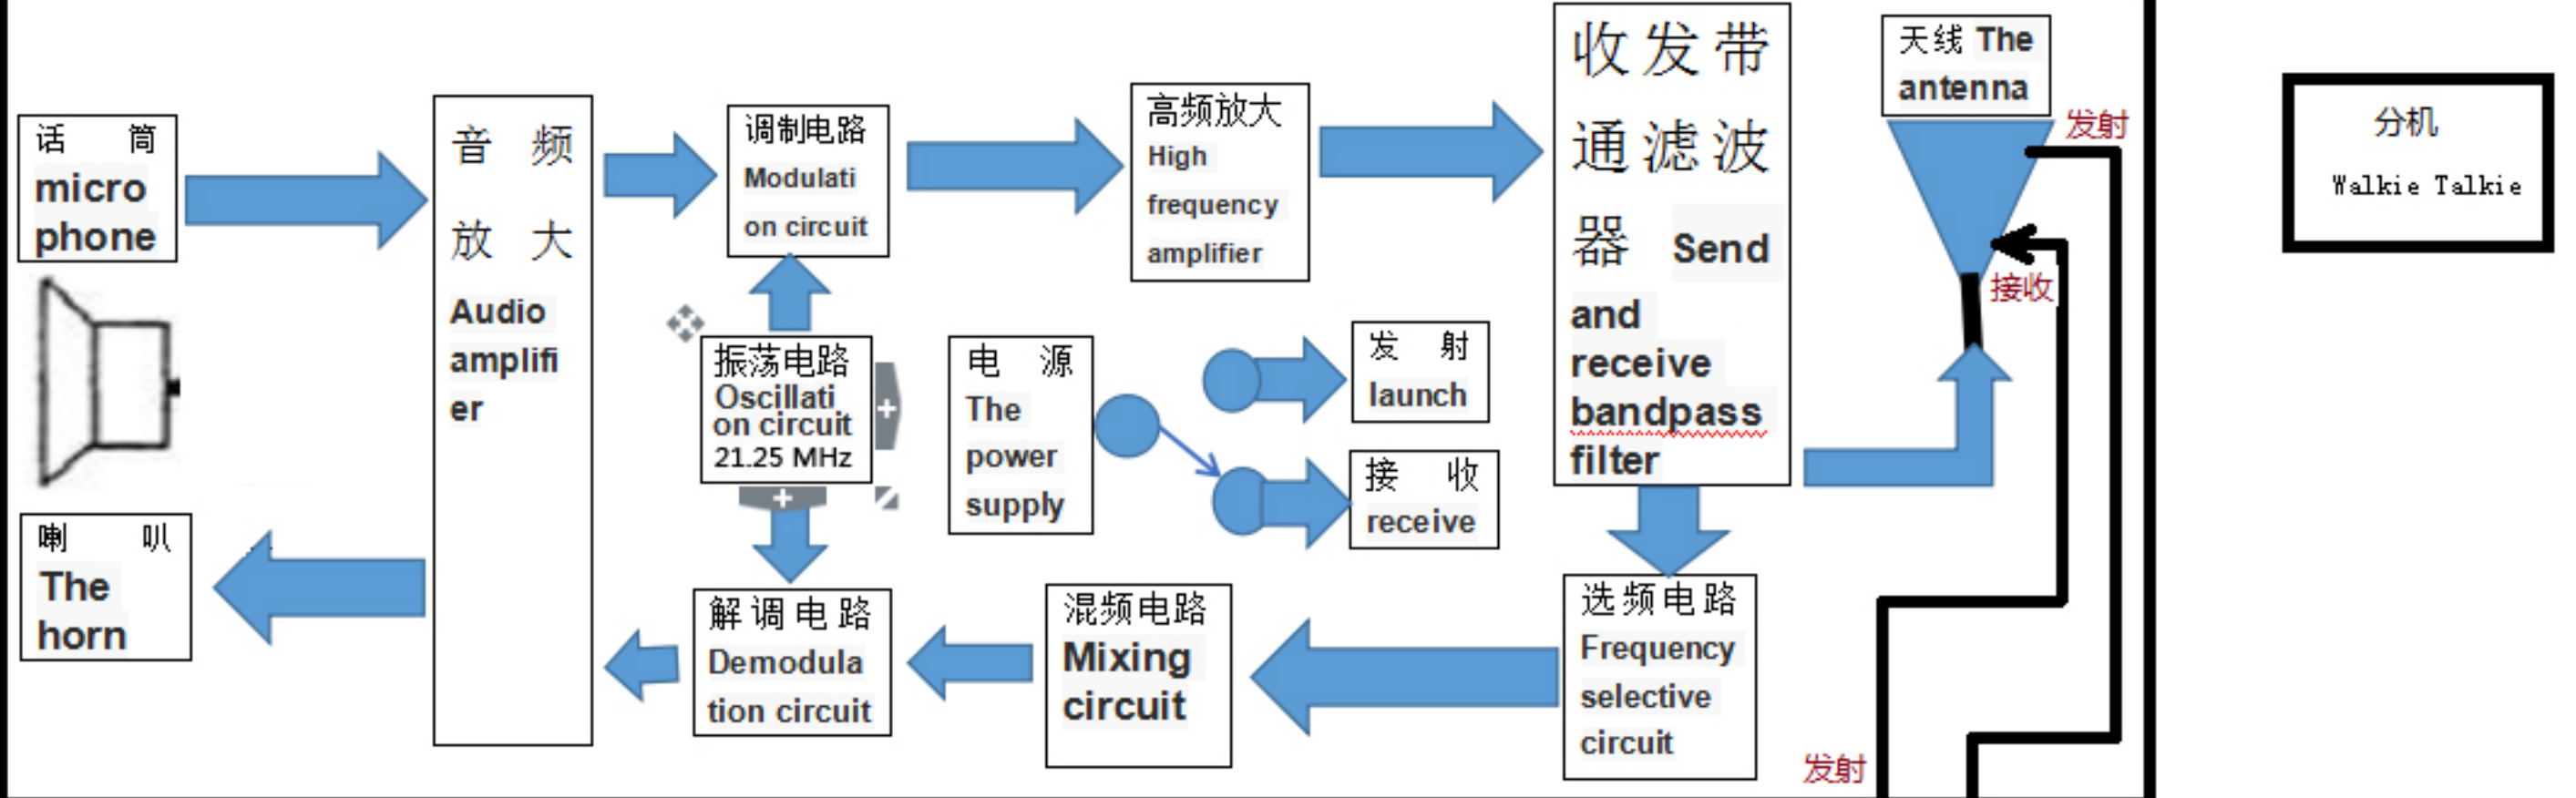 话 筒
micro
phone
音 频
放 大
Audio
amplifi
er
调制电路
Modulati
on circuit
高频放大
High
frequency
amplifier
收发带
通滤波
器 Send
and
receive
bandpass
filter
天线 The
antenna
发射
接收
分机
Walkie Talkie
振荡电路
Oscillati
on circuit
21.25 MHz
电 源
The
power
supply
发 射
launch
接 收
receive
喇 叭
The
horn
解调电路
Demodula
tion circuit
混频电路
Mixing
circuit
选频电路
Frequency
selective
circuit
发射